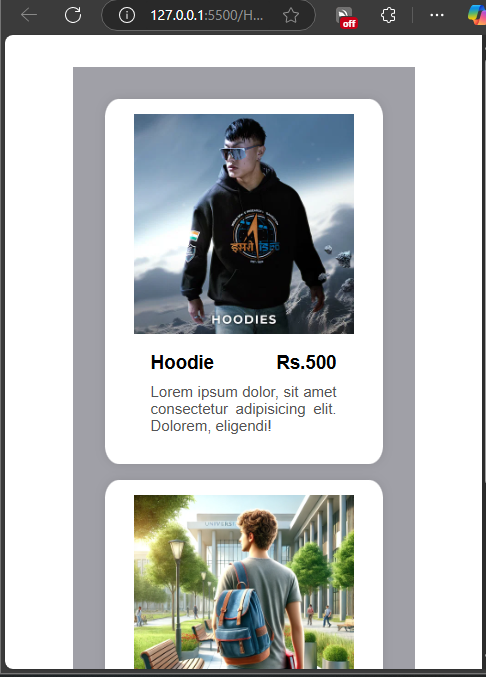 127.0.0.1:5500/H...
off
HOODIES
Hoodie Rs.500
Lorem ipsum dolor, sit amet
consectetur adipisicing elit.
Dolorem, eligendi!